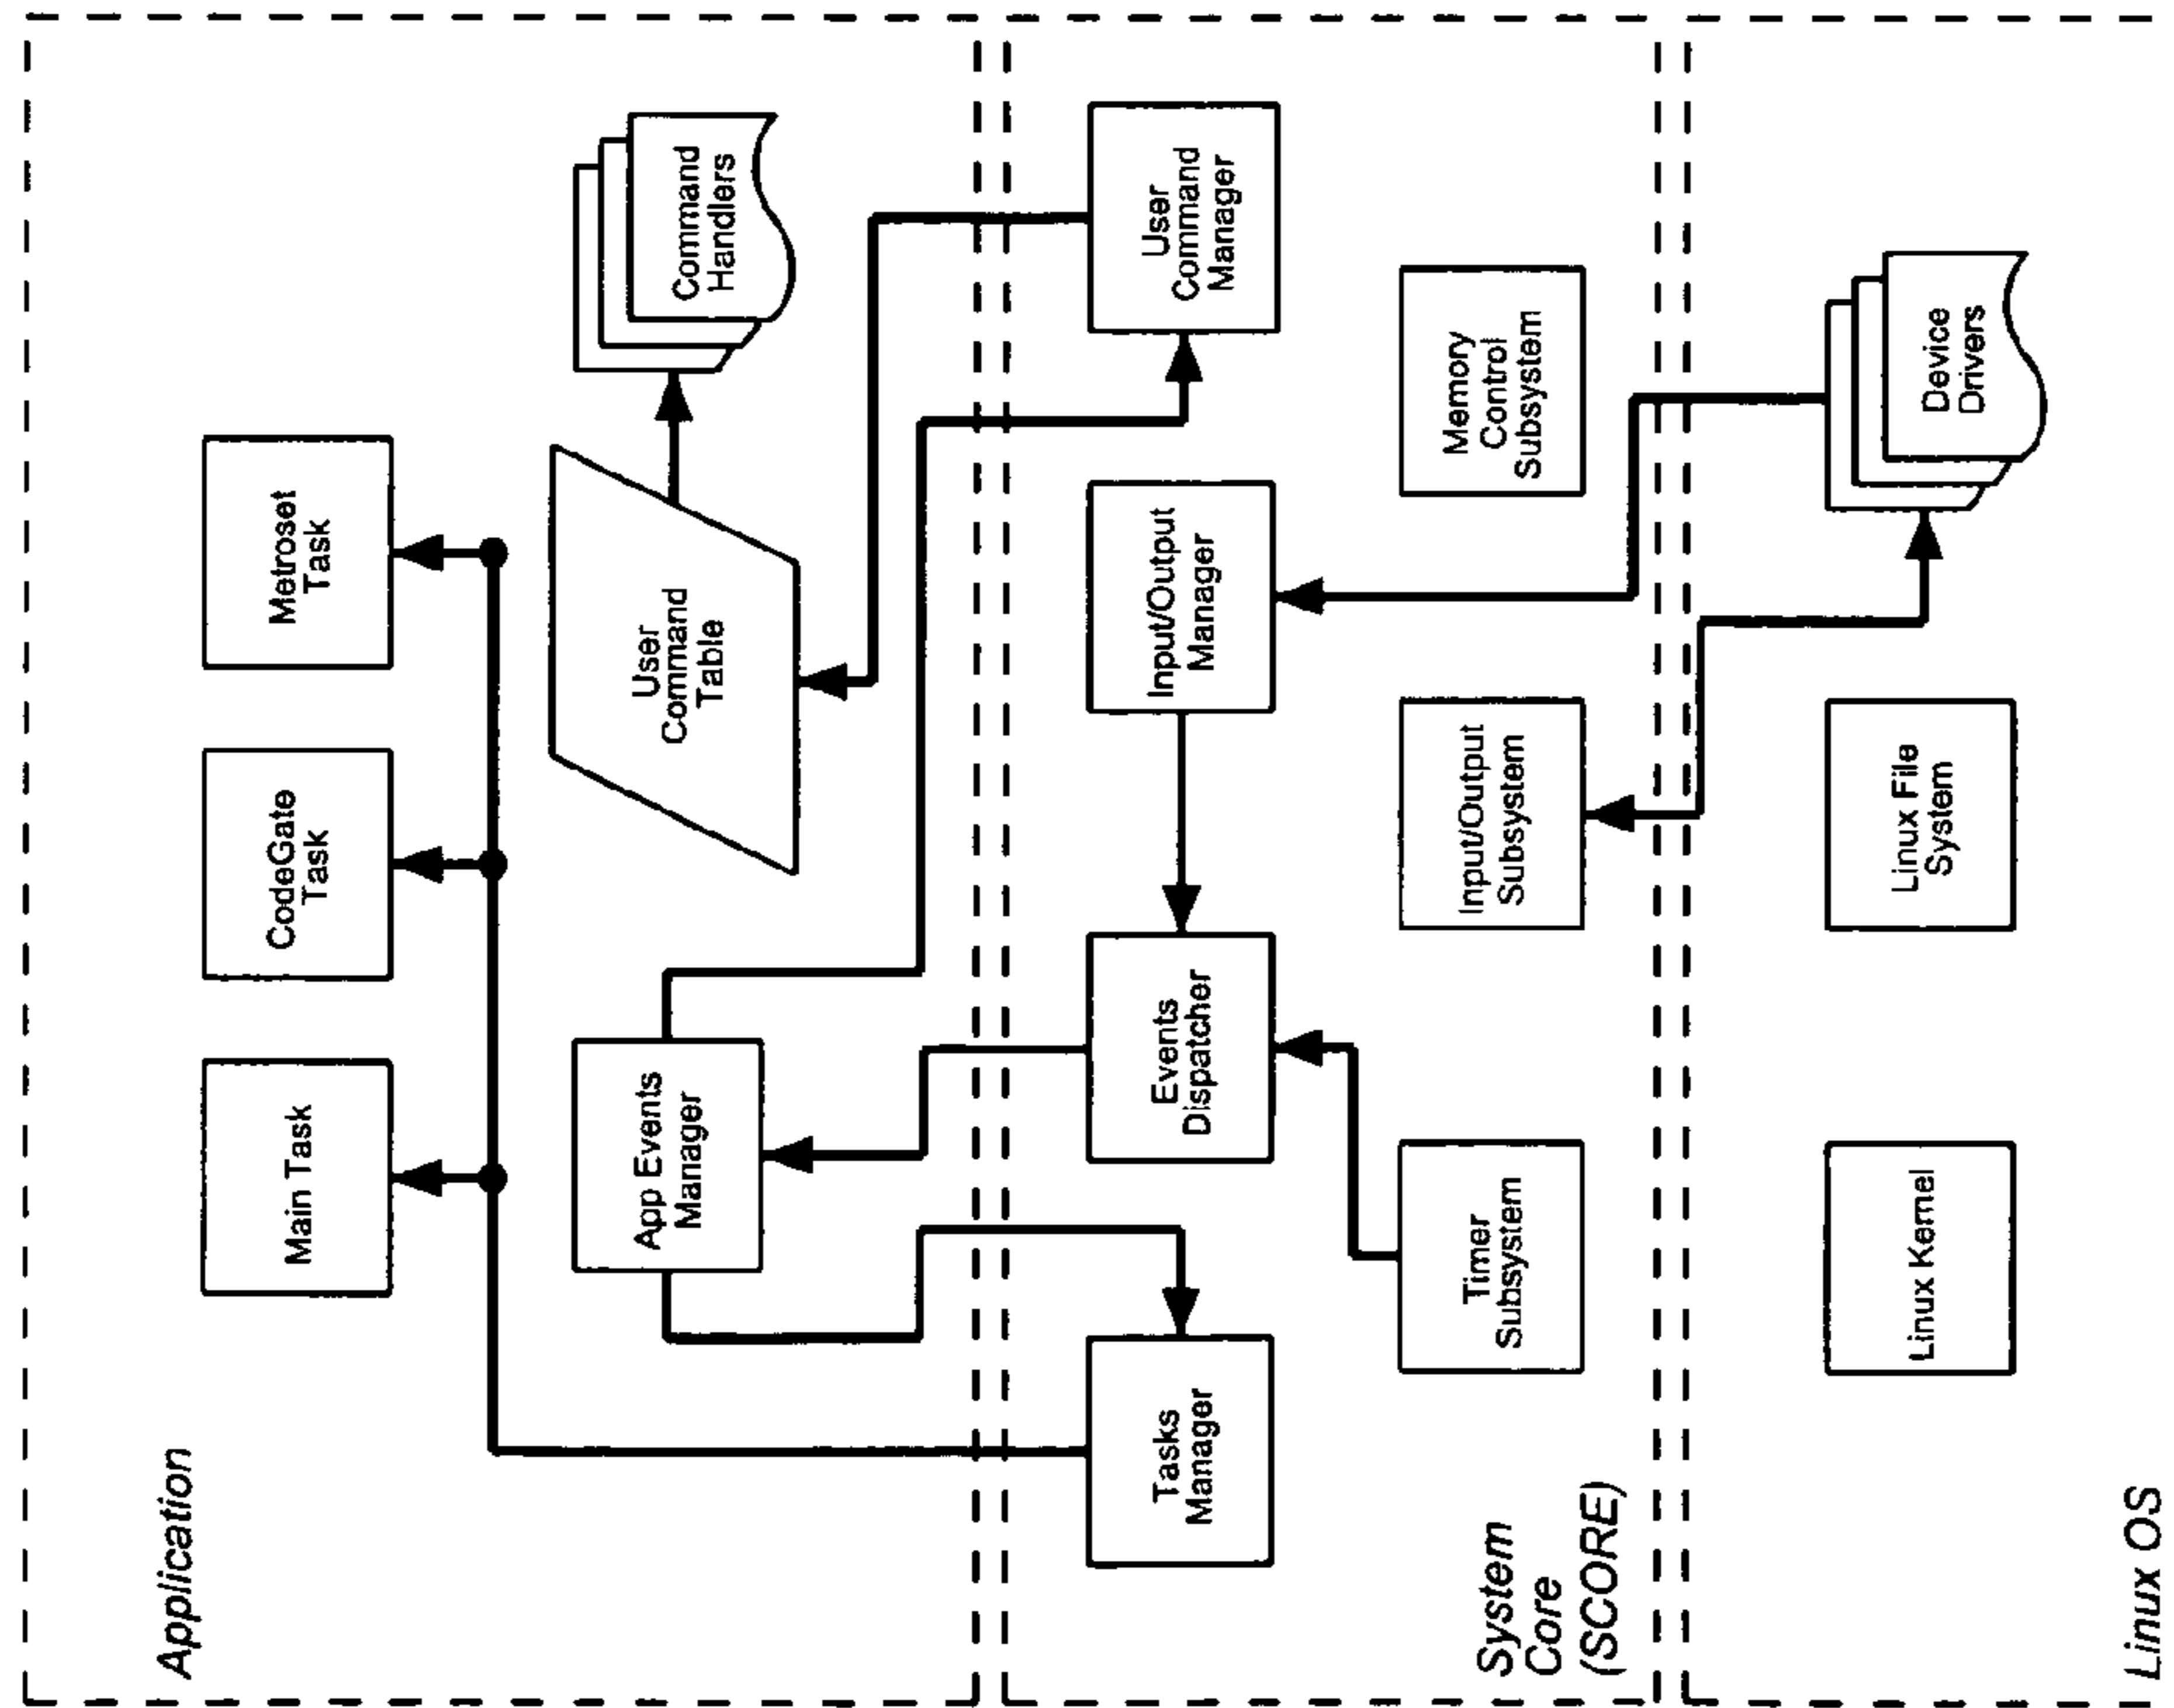 Application
Main Task
CodeGate
Task
Metroset
Task
App Events
Manager
User
Command
Table
Command
Handlers
System
Core
(SCORE)
Tasks
Manager
Events
Dispatcher
Input/Output
Manager
User
Command
Manager
Timer
Subsystem
Input/Output
Subsystem
Memory
Control
Subsystem
Linux OS
Linux Kernel
Linux File
System
Device
Drivers